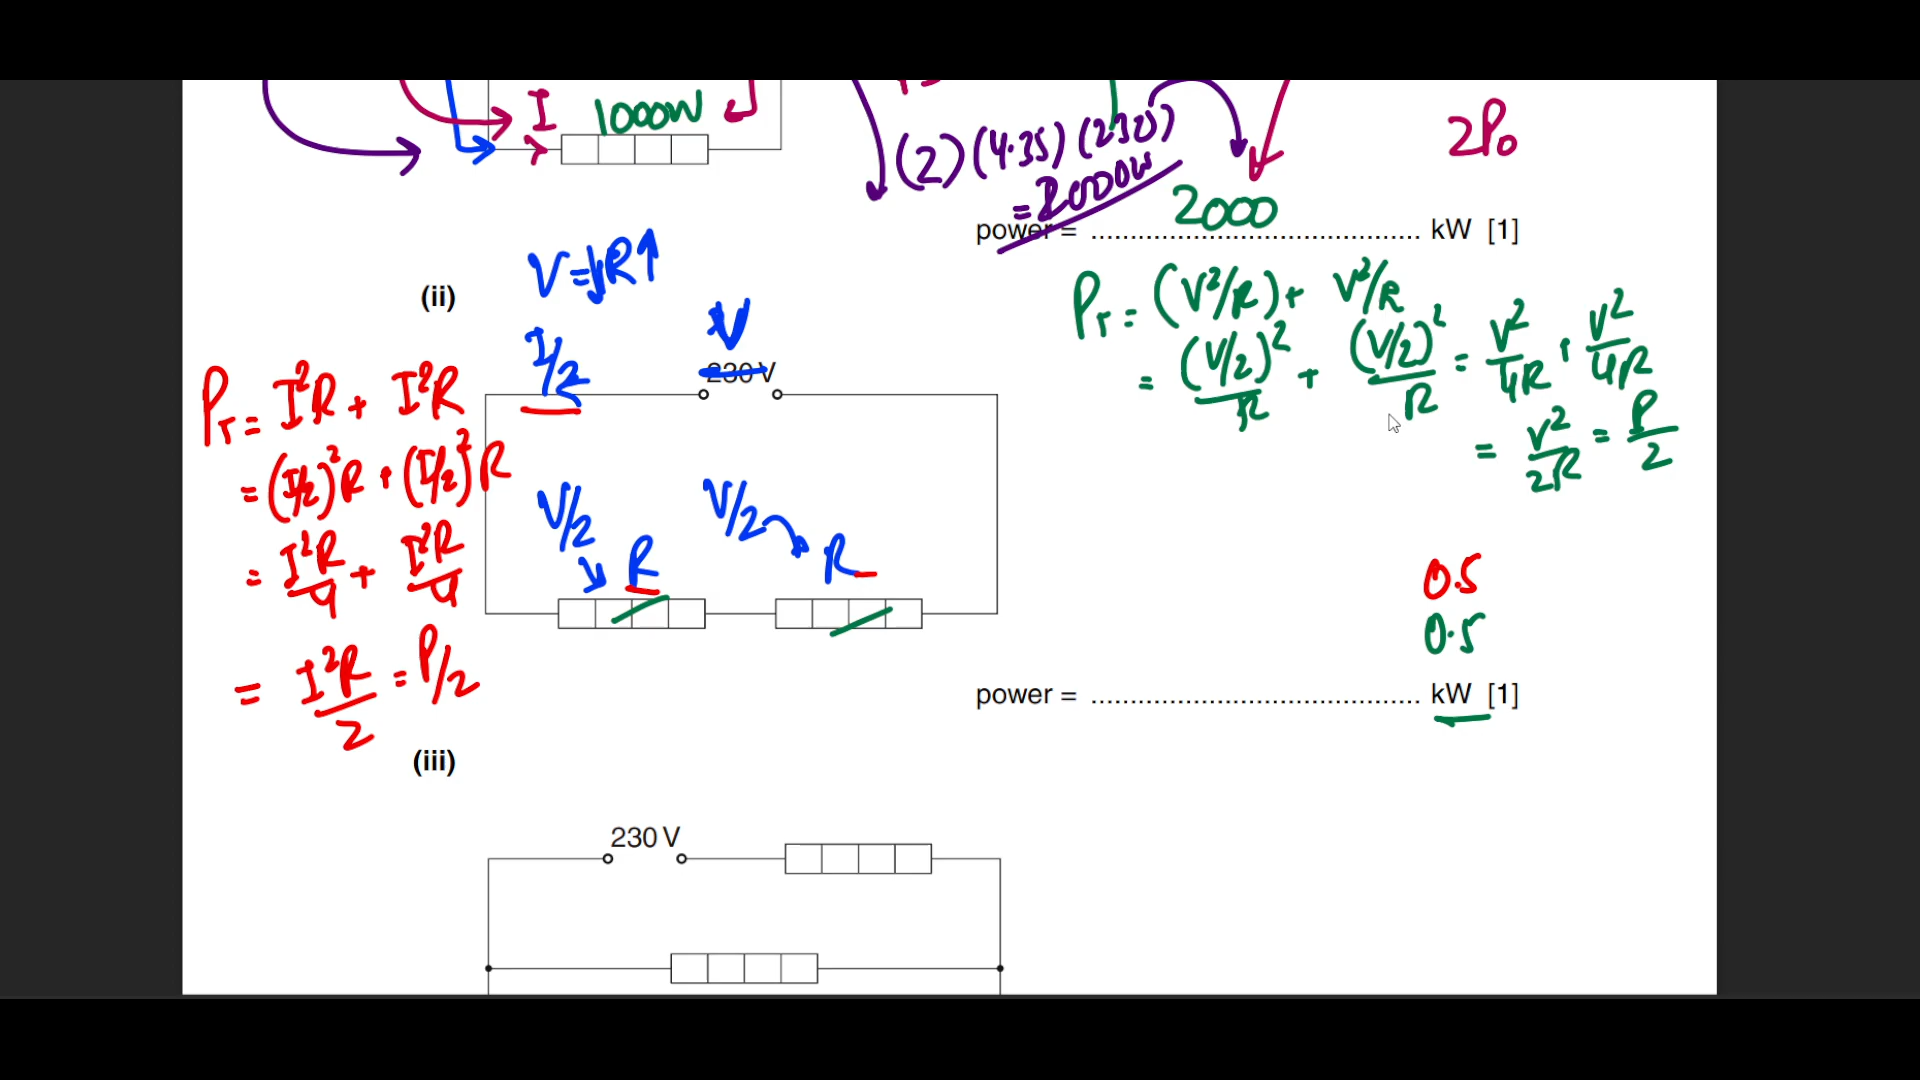 I 1000W
(2)(4.35)(230)
= 2000W
2P₀
2000
power = ........................................ kW [1]
V = IR
(ii)
I/2
V
230 V
P_T = I²R + I²R
= (I/2)²R + (I/2)²R
= I²R/4 + I²R/4
= I²R/2 = P/2
V/2
R
V/2
R
P_T = (V²/R) + V²/R
= (V/2)²/R + (V/2)²/R = V²/4R + V²/4R
= V²/2R = P/2
0.5
0.5
power = ........................................ kW [1]
(iii)
230 V